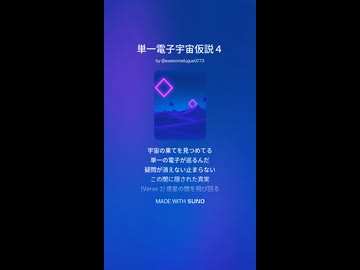 単一電子宇宙仮説４
by @awesomefugue0773
宇宙の果てを見つめてる
単一の電子が巡るんだ
疑問が消えない止まらない
この闇に隠された真実
[Verse 2] 惑星の間を飛び回る
MADE WITH SUNO